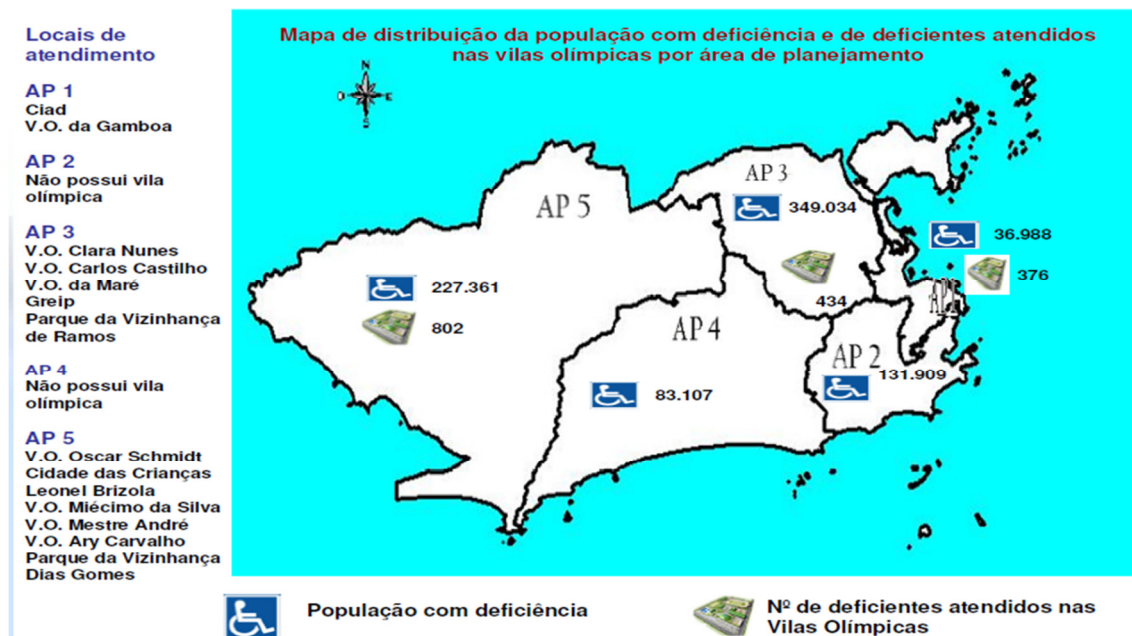 Locais de
atendimento
AP 1
Ciad
V.O. da Gamboa
AP 2
Não possui vila
olímpica
AP 3
V.O. Clara Nunes
V.O. Carlos Castilho
V.O. da Maré
Greip
Parque da Vizinhança
de Ramos
AP 4
Não possui vila
olímpica
AP 5
V.O. Oscar Schmidt
Cidade das Crianças
Leonel Brizola
V.O. Miécimo da Silva
V.O. Mestre André
V.O. Ary Carvalho
Parque da Vizinhança
Dias Gomes
Mapa de distribuição da população com deficiência e de deficientes atendidos
nas vilas olímpicas por área de planejamento
N
O
E
S
AP 3
349.034
434
AP 5
227.361
802
36.988
376
AP1
AP 4
83.107
AP 2
131.909
População com deficiência
Nº de deficientes atendidos nas
Vilas Olímpicas